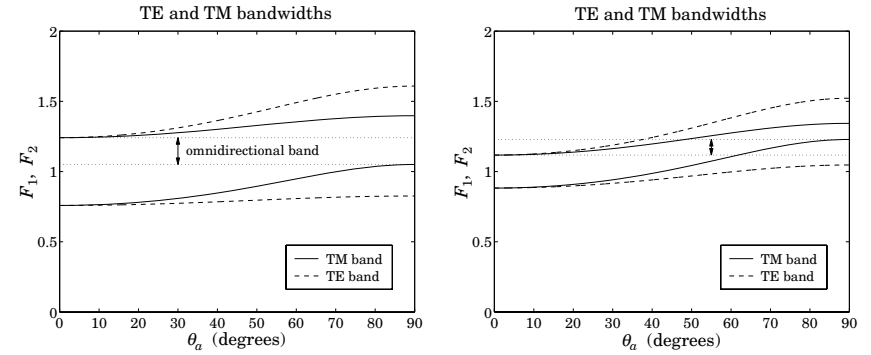 TE and TM bandwidths
2
1.5
1
0.5
0
F₁, F₂
omnidirectional band
TM band
TE band
0 10 20 30 40 50 60 70 80 90
θₐ (degrees)
TE and TM bandwidths
2
1.5
1
0.5
0
F₁, F₂
TM band
TE band
0 10 20 30 40 50 60 70 80 90
θₐ (degrees)